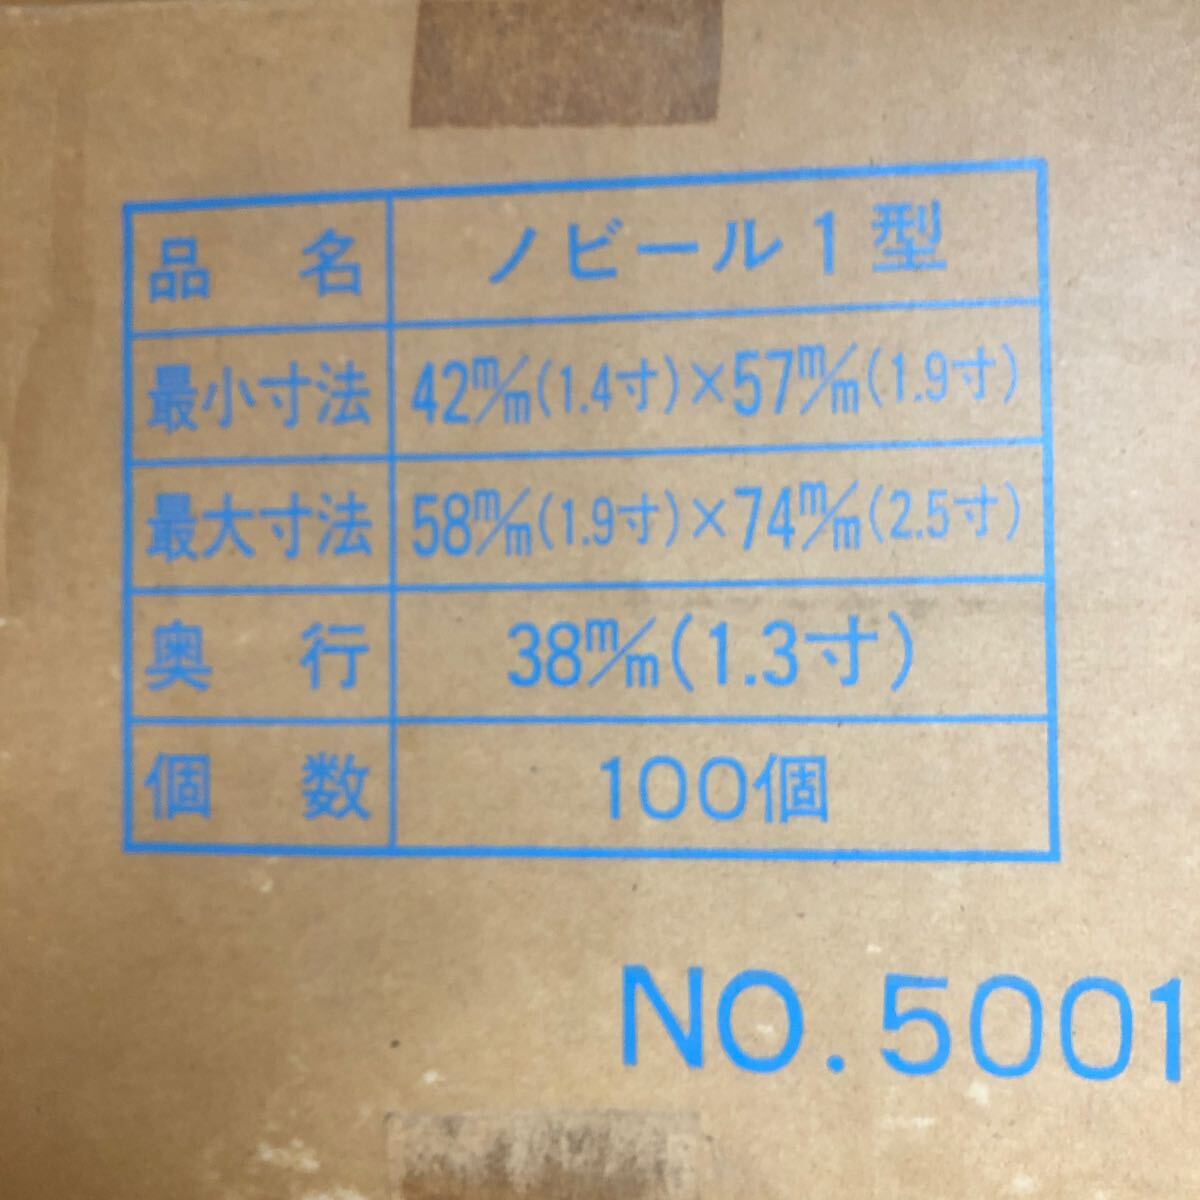 品名 ノビール1型
最小寸法 42m/m(1.4寸)×57m/m(1.9寸)
最大寸法 58m/m(1.9寸)×74m/m(2.5寸)
奥行 38m/m(1.3寸)
個数 100個
NO.5001